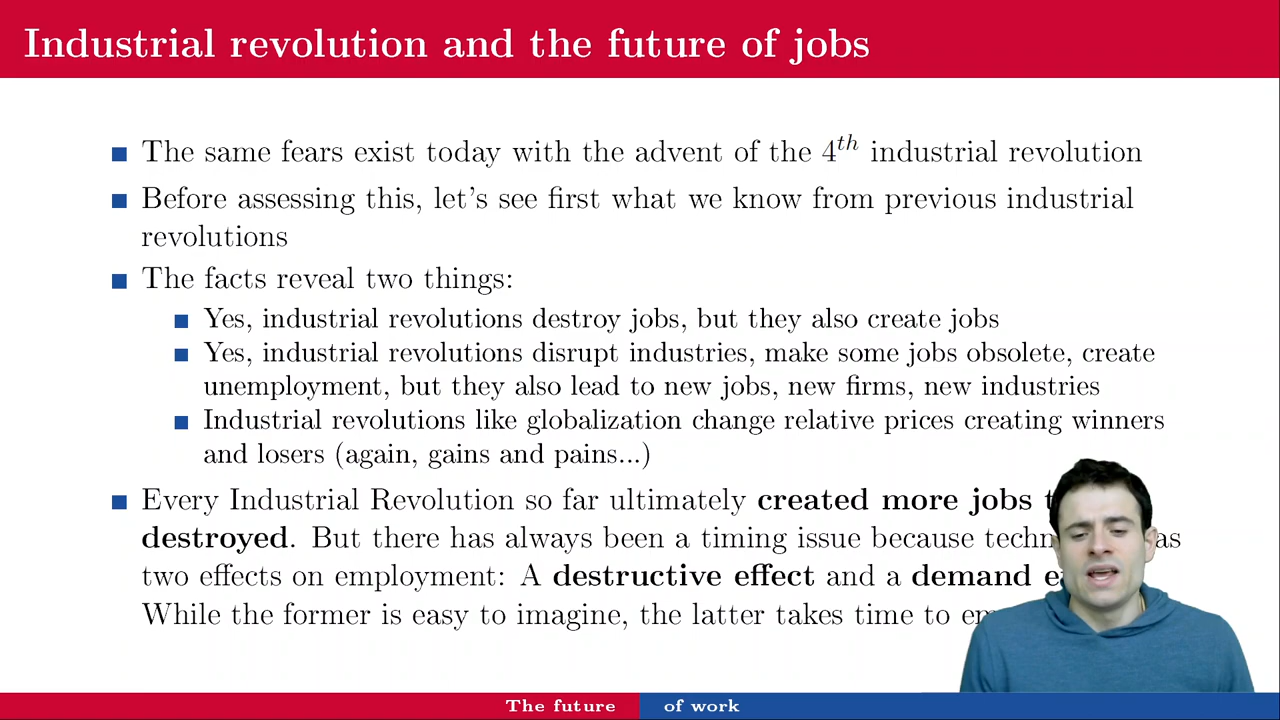 Industrial revolution and the future of jobs
■ The same fears exist today with the advent of the 4th industrial revolution
■ Before assessing this, let's see first what we know from previous industrial
revolutions
■ The facts reveal two things:
■ Yes, industrial revolutions destroy jobs, but they also create jobs
■ Yes, industrial revolutions disrupt industries, make some jobs obsolete, create
unemployment, but they also lead to new jobs, new firms, new industries
■ Industrial revolutions like globalization change relative prices creating winners
and losers (again, gains and pains...)
■ Every Industrial Revolution so far ultimately created more jobs
destroyed. But there has always been a timing issue because
two effects on employment: A destructive effect and a demand
While the former is easy to imagine, the latter takes time to
The future of work